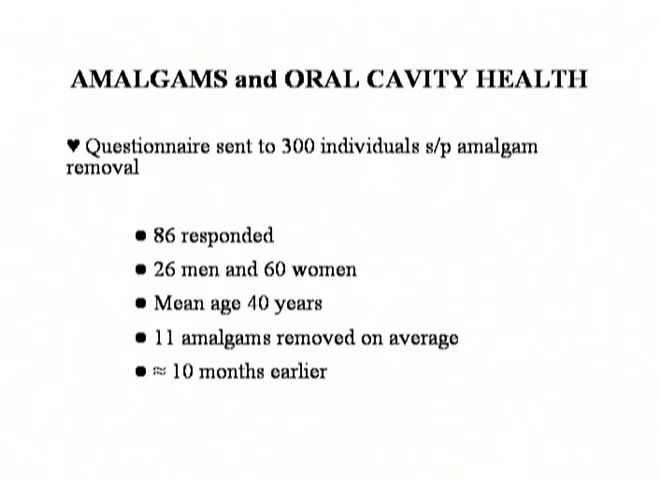 AMALGAMS and ORAL CAVITY HEALTH
♥ Questionnaire sent to 300 individuals s/p amalgam
removal
● 86 responded
● 26 men and 60 women
● Mean age 40 years
● 11 amalgams removed on average
● ≈ 10 months earlier